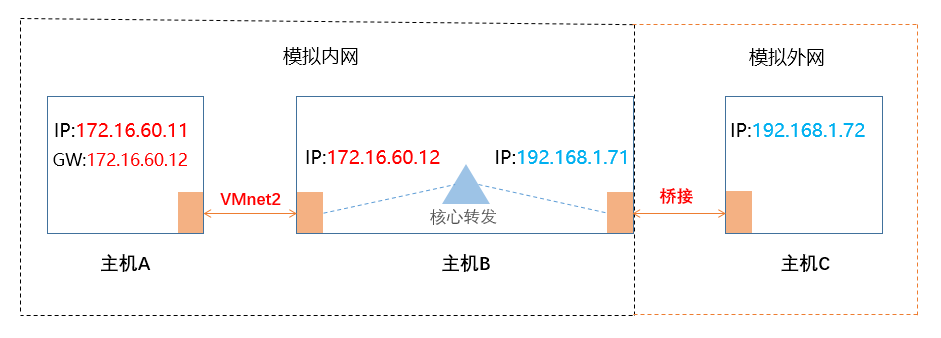 模拟内网
模拟外网
IP:172.16.60.11
GW:172.16.60.12
IP:172.16.60.12
IP:192.168.1.71
IP:192.168.1.72
VMnet2
核心转发
桥接
主机A
主机B
主机C